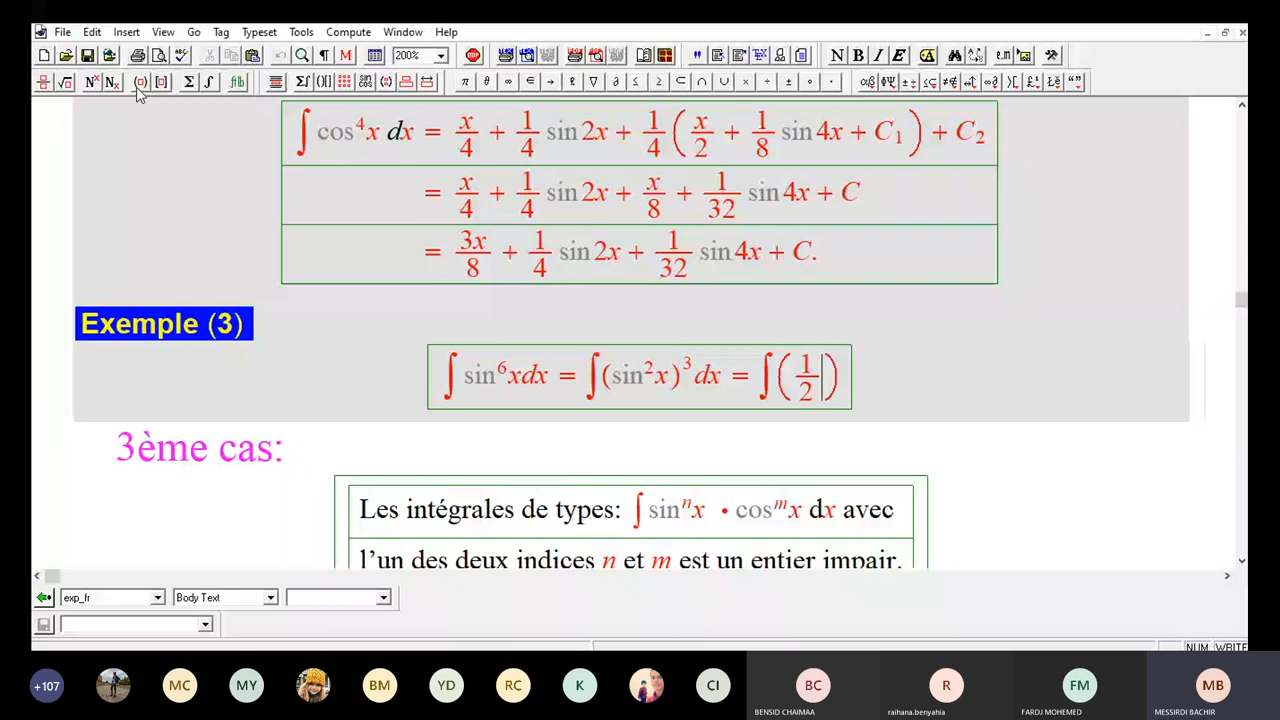 File Edit Insert View Go Tag Typeset Tools Compute Window Help
200%
∫ cos⁴x dx = x/4 + 1/4 sin 2x + 1/4 ( x/2 + 1/8 sin 4x + C₁ ) + C₂
= x/4 + 1/4 sin 2x + x/8 + 1/32 sin 4x + C
= 3x/8 + 1/4 sin 2x + 1/32 sin 4x + C.
Exemple (3)
∫ sin⁶xdx = ∫(sin²x)³dx = ∫( 1/2 )
3ème cas:
Les intégrales de types: ∫ sinⁿx • cosᵐx dx avec
l'un des deux indices n et m est un entier impair.
exp_fr Body Text
NUM WRITE
+107 MC MY BM YD RC K CI BC R FM MB
BENSID CHAIMAA raihana.benyahia FARDJ MOHEMED MESSIRDI BACHIR